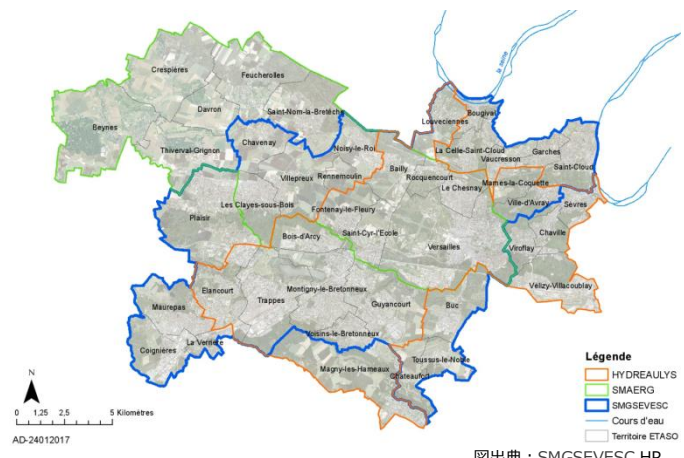 la seine
Crespières
Feucherolles
Davron
Saint-Nom-la-Bretèche
Beynes
Louveciennes
Bougival
Thiverval-Grignon
Chavenay
Noisy-le-Roi
La Celle-Saint-Cloud
Garches
Vaucresson
Saint-Cloud
Bailly
Rocquencourt
Villepreux
Rennemoulin
Le Chesnay
Marnes-la-Coquette
Plaisir
Les Clayes-sous-Bois
Fontenay-le-Fleury
Ville-d'Avray
Sèvres
Bois-d'Arcy
Saint-Cyr-l'Ecole
Versailles
Viroflay
Chaville
Vélizy-Villacoublay
Elancourt
Montigny-le-Bretonneux
Trappes
Guyancourt
Buc
Maurepas
Voisins-le-Bretonneux
La Verrière
Coignières
Magny-les-Hameaux
Toussus-le-Noble
Châteaufort
N
0 1,25 2,5 5 Kilomètres
AD-24012017
Légende
HYDREAULYS
SMAERG
SMGSEVESC
Cours d'eau
Territoire ETASO
図出典：SMGSEVESC HP